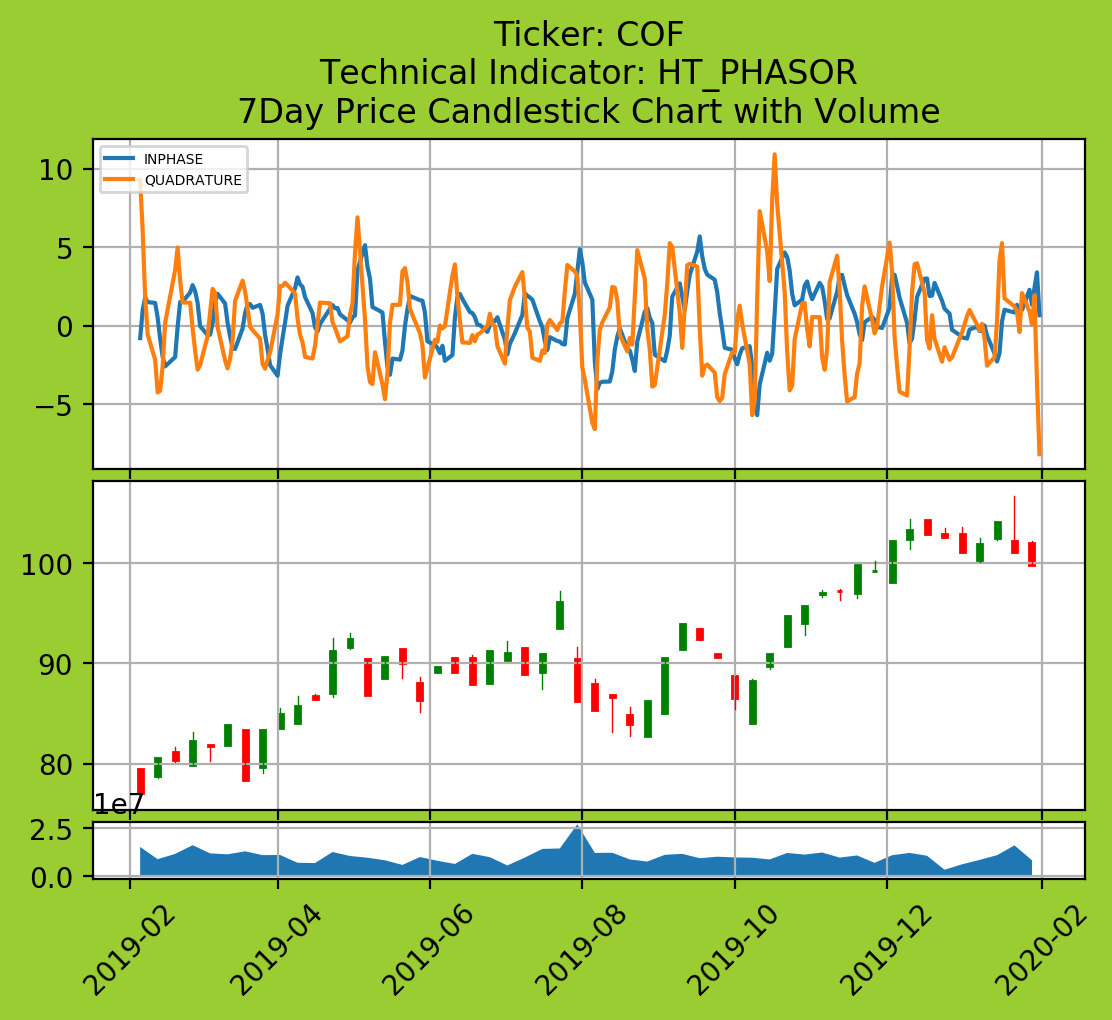 Ticker: COF
Technical Indicator: HT_PHASOR
7Day Price Candlestick Chart with Volume
INPHASE
QUADRATURE
10
5
0
−5
100
90
80
1e7
2.5
0.0
2019-02
2019-04
2019-06
2019-08
2019-10
2019-12
2020-02